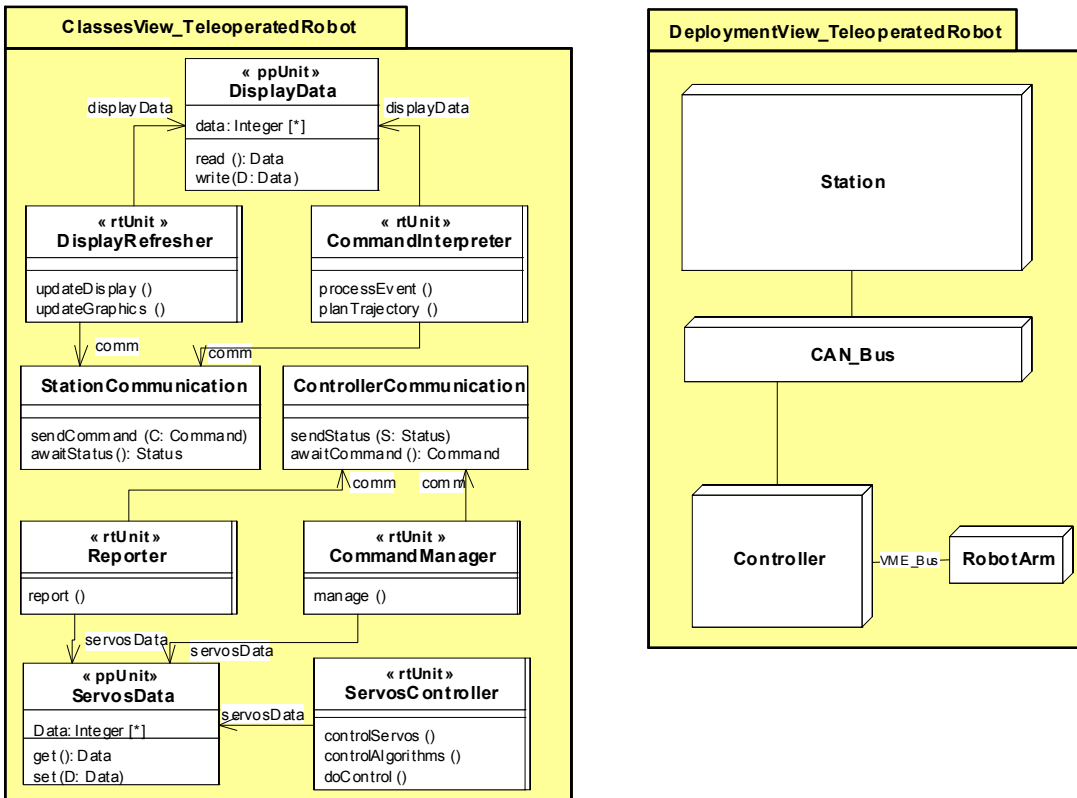 ClassesView_TeleoperatedRobot
« ppUnit»
DisplayData
displayData
displayData
data: Integer [*]
read (): Data
write(D: Data)
« rtUnit »
DisplayRefresher
updateDisplay ()
updateGraphics ()
« rtUnit »
CommandInterpreter
processEvent ()
planTrajectory ()
comm
comm
StationCommunication
sendCommand (C: Command)
awaitStatus(): Status
ControllerCommunication
sendStatus (S: Status)
awaitCommand (): Command
comm
comm
« rtUnit »
Reporter
report ()
« rtUnit »
CommandManager
manage ()
servosData
servosData
« ppUnit»
ServosData
Data: Integer [*]
get(): Data
set(D: Data)
servosData
« rtUnit »
ServosController
controlServos ()
controlAlgorithms ()
doControl ()
DeploymentView_TeleoperatedRobot
Station
CAN_Bus
Controller
VME_Bus
RobotArm